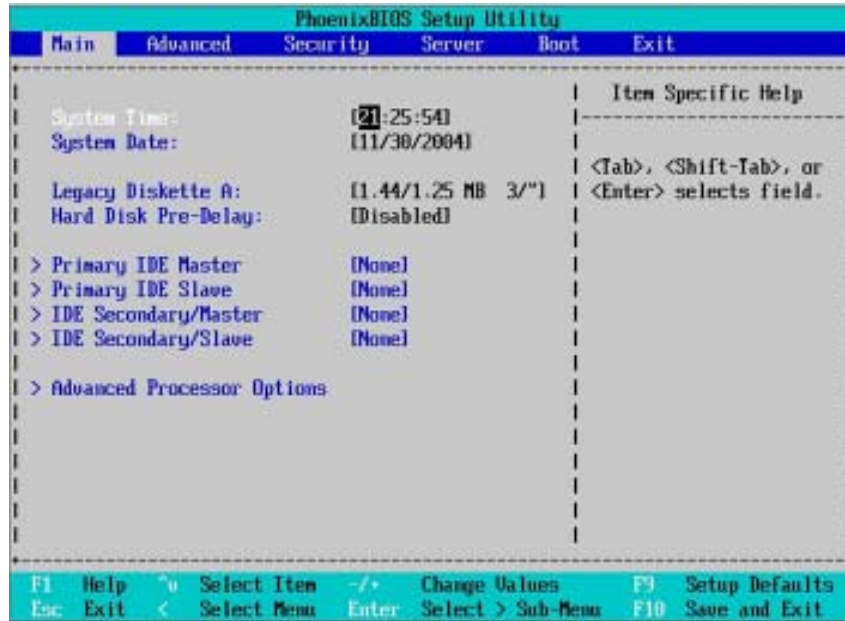 PhoenixBIOS Setup Utility
Main Advanced Security Server Boot Exit
Item Specific Help
System Time: [21:25:54]
System Date: [11/30/2004]
<Tab>, <Shift-Tab>, or
Legacy Diskette A: [1.44/1.25 MB 3/"] <Enter> selects field.
Hard Disk Pre-Delay: [Disabled]
> Primary IDE Master [None]
> Primary IDE Slave [None]
> IDE Secondary/Master [None]
> IDE Secondary/Slave [None]
> Advanced Processor Options
F1 Help ^v Select Item -/+ Change Values F9 Setup Defaults
Esc Exit < Select Menu Enter Select > Sub-Menu F10 Save and Exit